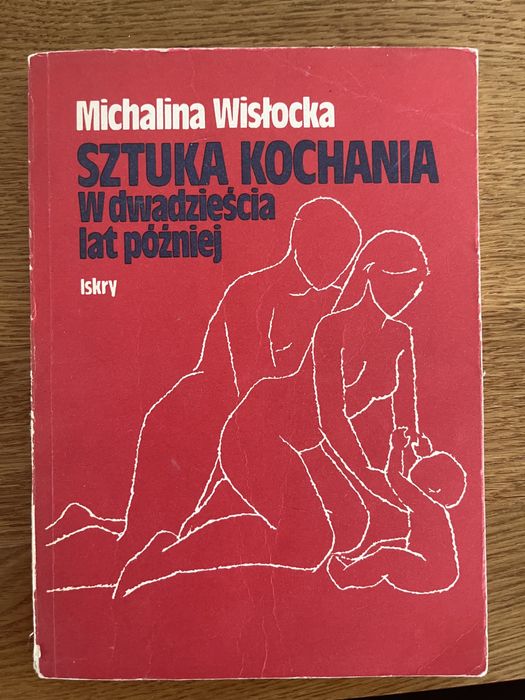 Michalina Wisłocka
SZTUKA KOCHANIA
W dwadzieścia
lat później
Iskry